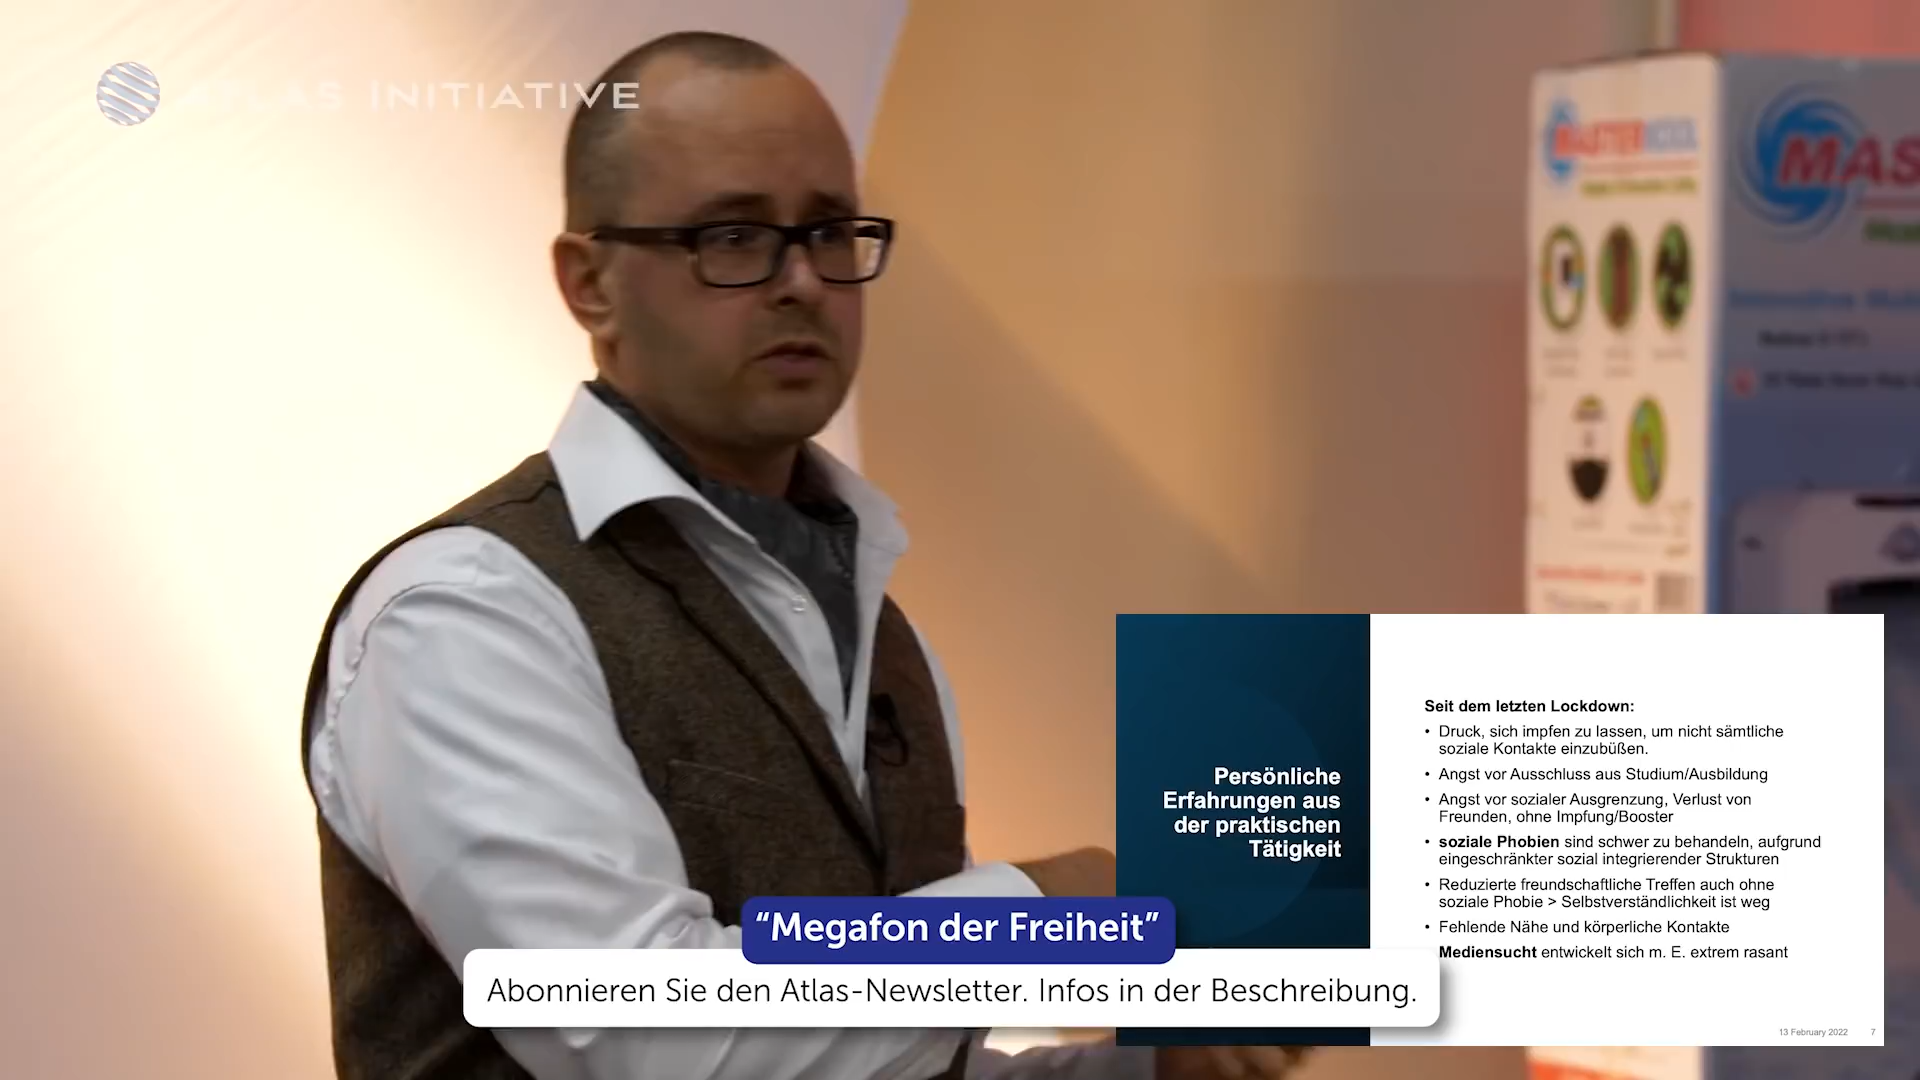 ATLAS INITIATIVE
MASTERKOOL
MAS
Seit dem letzten Lockdown:
• Druck, sich impfen zu lassen, um nicht sämtliche
soziale Kontakte einzubüßen.
• Angst vor Ausschluss aus Studium/Ausbildung
• Angst vor sozialer Ausgrenzung, Verlust von
Freunden, ohne Impfung/Booster
• soziale Phobien sind schwer zu behandeln, aufgrund
eingeschränkter sozial integrierender Strukturen
• Reduzierte freundschaftliche Treffen auch ohne
soziale Phobie > Selbstverständlichkeit ist weg
• Fehlende Nähe und körperliche Kontakte
Mediensucht entwickelt sich m. E. extrem rasant
Persönliche
Erfahrungen aus
der praktischen
Tätigkeit
13 February 2022 7
“Megafon der Freiheit”
Abonnieren Sie den Atlas-Newsletter. Infos in der Beschreibung.